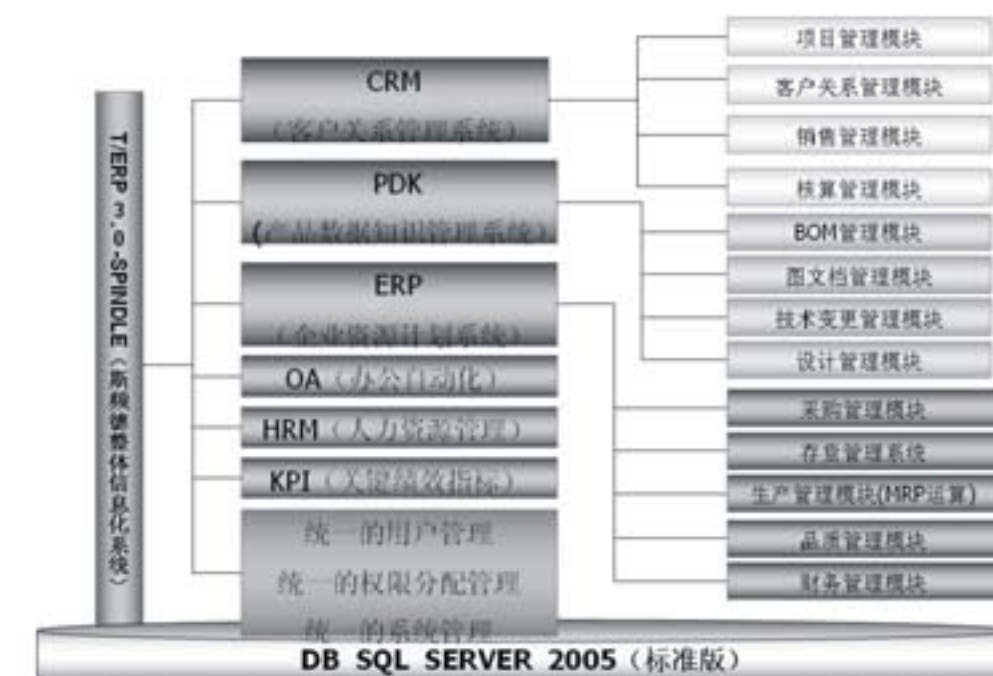 T/ERP 3.0-SPINDLE（斯频德整体信息化系统）
CRM
（客户关系管理系统）
PDK
(产品数据知识管理系统)
ERP
（企业资源计划系统）
OA（办公自动化）
HRM（人力资源管理）
KPI（关键绩效指标）
统一的用户管理
统一的权限分配管理
统一的系统管理
项目管理模块
客户关系管理模块
销售管理模块
核算管理模块
BOM管理模块
图文档管理模块
技术变更管理模块
设计管理模块
采购管理模块
存货管理系统
生产管理模块(MRP运算)
品质管理模块
财务管理模块
DB SQL SERVER 2005（标准版）